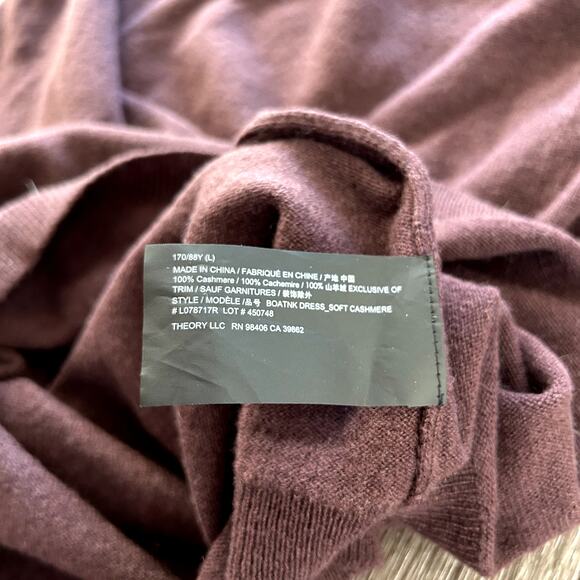 170/88Y (L)
MADE IN CHINA / FABRIQUÉ EN CHINE / 产地 中国
100% Cashmere / 100% Cachemire / 100% 山羊绒 EXCLUSIVE OF
TRIM / SAUF GARNITURES / 装饰除外
STYLE / MODÈLE / 品号 BOATNK DRESS_SOFT CASHMERE
# L078717R LOT # 450748
THEORY LLC RN 98406 CA 39862